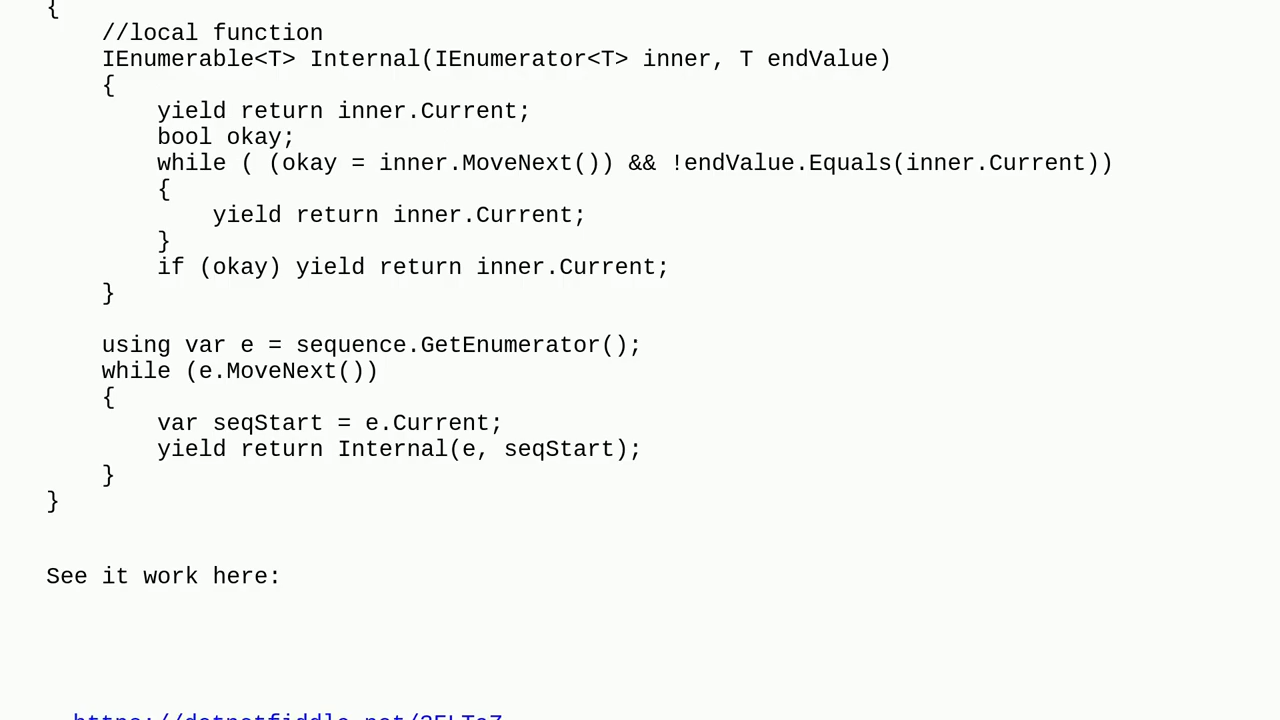 {
//local function
IEnumerable<T> Internal(IEnumerator<T> inner, T endValue)
{
yield return inner.Current;
bool okay;
while ( (okay = inner.MoveNext()) && !endValue.Equals(inner.Current))
{
yield return inner.Current;
}
if (okay) yield return inner.Current;
}
using var e = sequence.GetEnumerator();
while (e.MoveNext())
{
var seqStart = e.Current;
yield return Internal(e, seqStart);
}
}
See it work here: